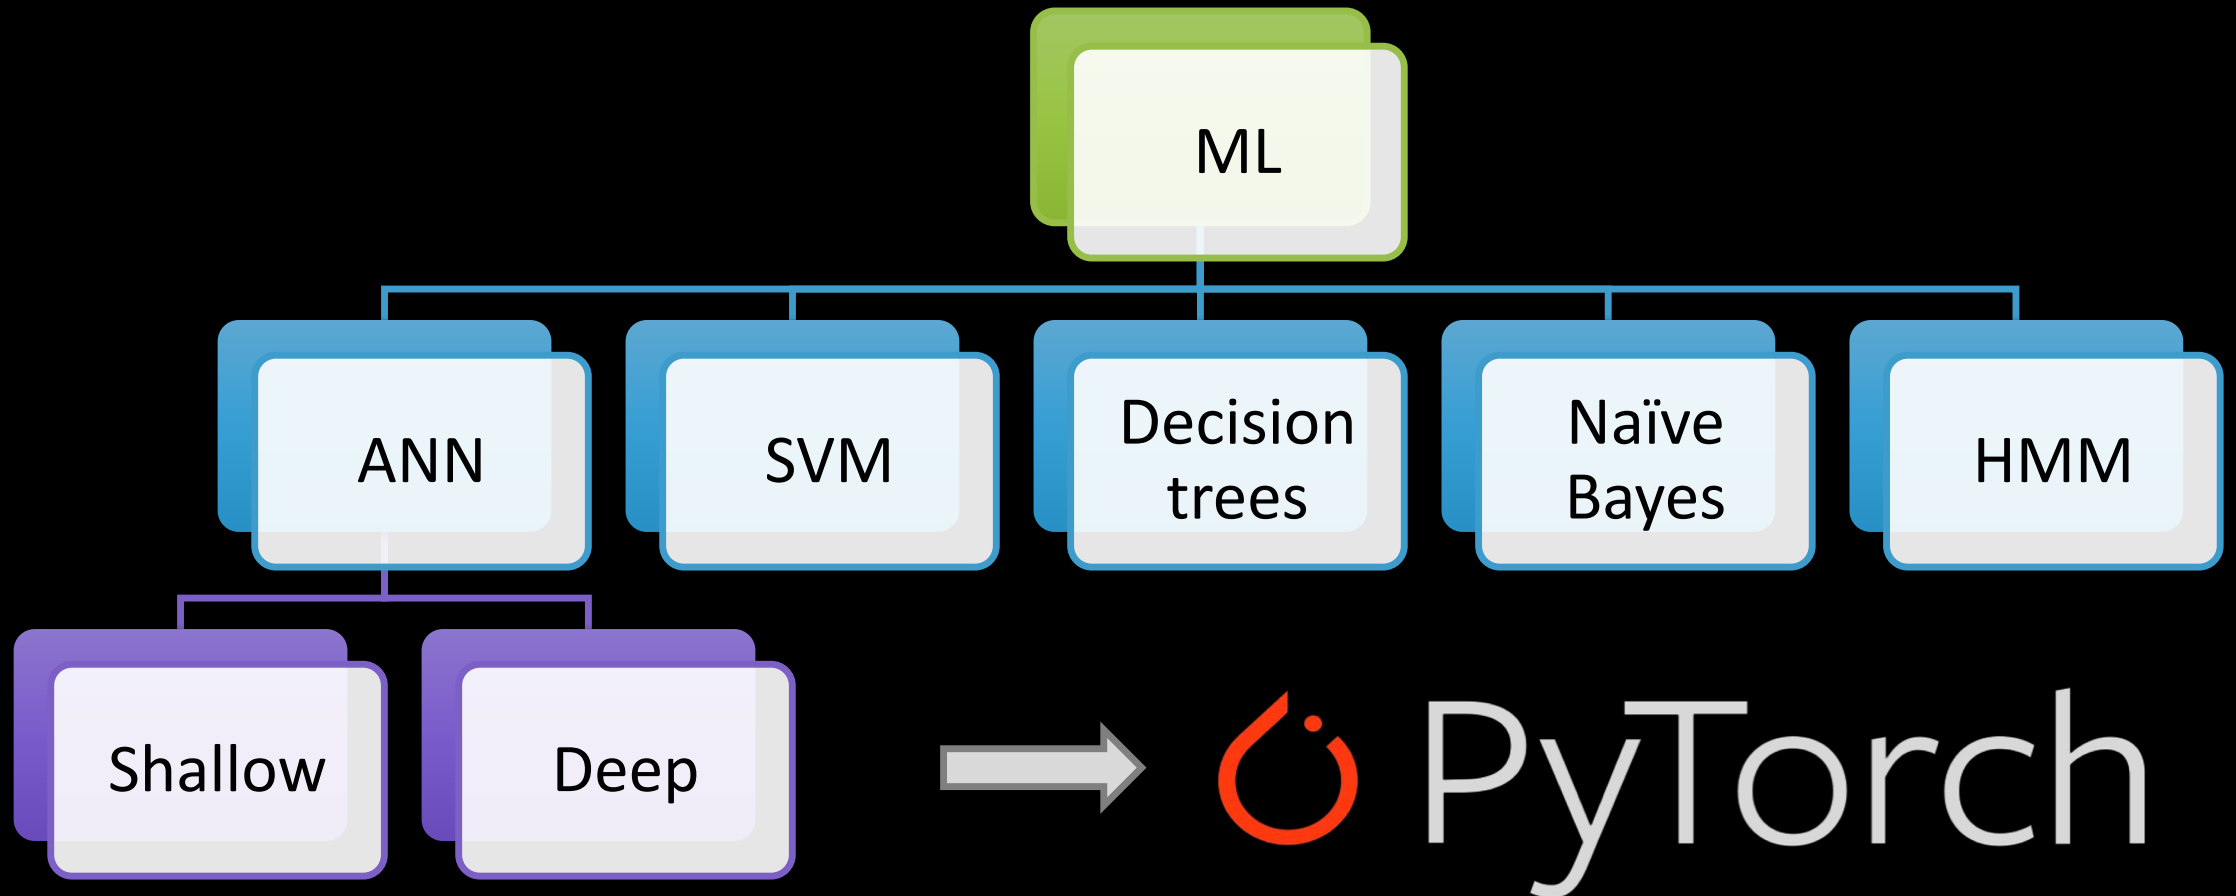 ML
ANN
SVM
Decision
trees
Naïve
Bayes
HMM
Shallow
Deep
PyTorch